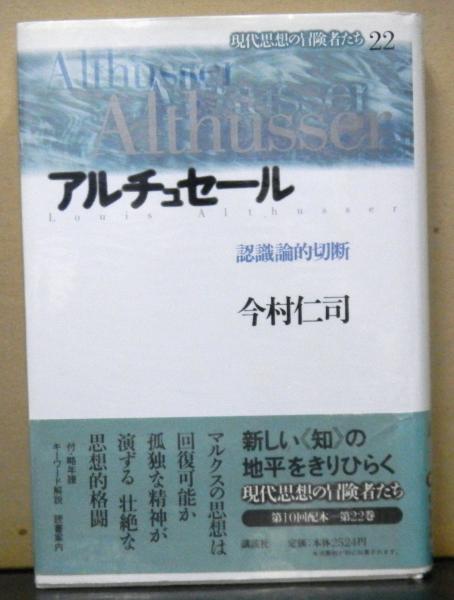 現代思想の冒険者たち 22
Althusser
Althusser
Althusser
アルチュセール
Louis Althusser
認識論的切断
今村仁司
新しい〈知〉の
地平をきりひらく
現代思想の冒険者たち
第10回配本―第22巻
講談社 定価:本体2524円
マルクスの思想は
回復可能か
孤独な精神が
演ずる 壮絶な
思想的格闘
付・略年譜
キーワード解説 読書案内